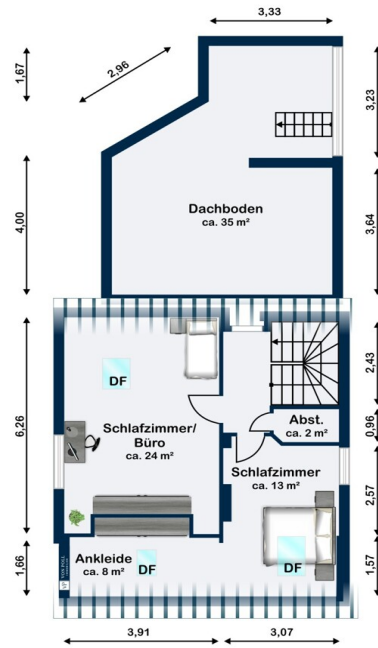 3,33
2,96
1,67
3,23
4,00
3,64
Dachboden
ca. 35 m²
DF
2,43
6,26
Abst.
ca. 2 m²
0,96
Schlafzimmer/
Büro
ca. 24 m²
Schlafzimmer
ca. 13 m²
2,57
Ankleide
ca. 8 m²
DF
DF
1,66
1,57
VON POLL
3,91
3,07